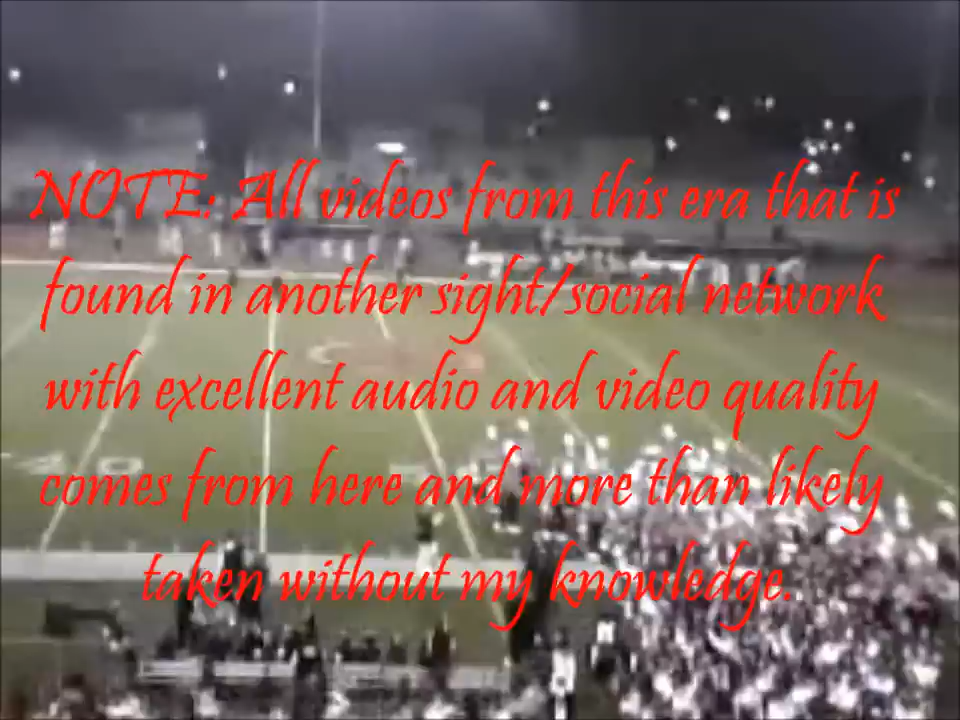 NOTE: All videos from this era that is
found in another sight/social network
with excellent audio and video quality
comes from here and more than likely
taken without my knowledge.